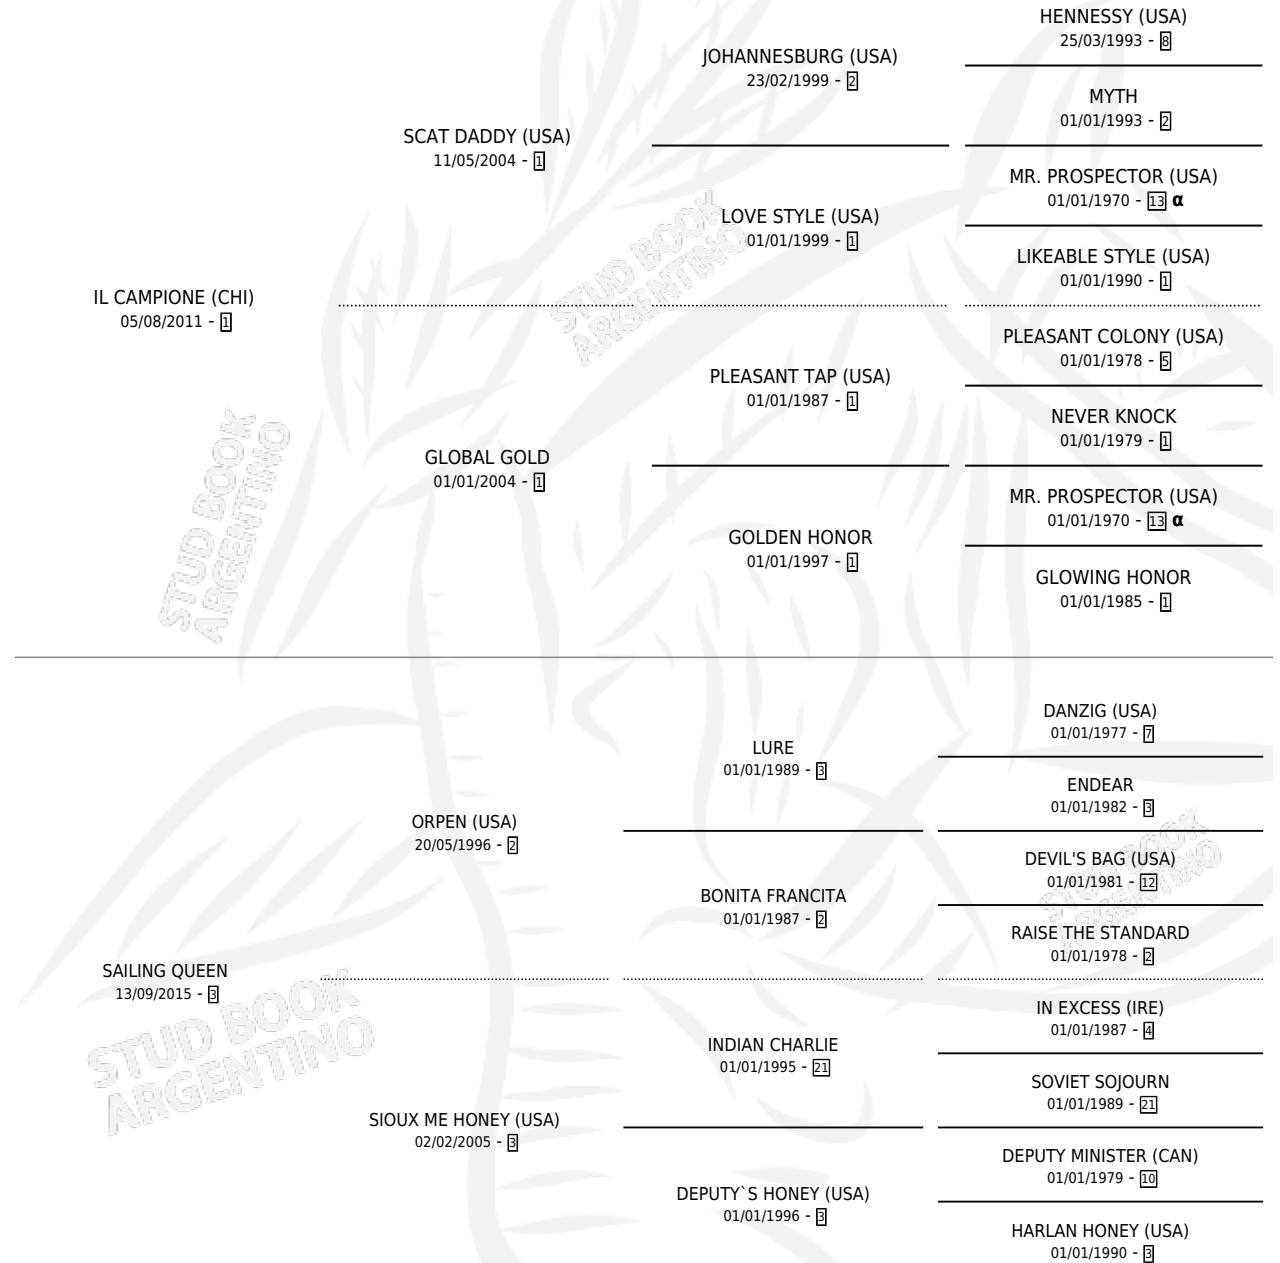 HENNESSY (USA)
25/03/1993 - 8
JOHANNESBURG (USA)
23/02/1999 - 2
MYTH
01/01/1993 - 2
SCAT DADDY (USA)
11/05/2004 - 1
MR. PROSPECTOR (USA)
01/01/1970 - 13 α
LOVE STYLE (USA)
01/01/1999 - 1
LIKEABLE STYLE (USA)
01/01/1990 - 1
IL CAMPIONE (CHI)
05/08/2011 - 1
PLEASANT COLONY (USA)
01/01/1978 - 5
PLEASANT TAP (USA)
01/01/1987 - 1
NEVER KNOCK
01/01/1979 - 1
GLOBAL GOLD
01/01/2004 - 1
MR. PROSPECTOR (USA)
01/01/1970 - 13 α
GOLDEN HONOR
01/01/1997 - 1
GLOWING HONOR
01/01/1985 - 1
DANZIG (USA)
01/01/1977 - 7
LURE
01/01/1989 - 3
ENDEAR
01/01/1982 - 3
ORPEN (USA)
20/05/1996 - 2
DEVIL'S BAG (USA)
01/01/1981 - 12
BONITA FRANCITA
01/01/1987 - 2
RAISE THE STANDARD
01/01/1978 - 2
SAILING QUEEN
13/09/2015 - 3
IN EXCESS (IRE)
01/01/1987 - 4
INDIAN CHARLIE
01/01/1995 - 21
SOVIET SOJOURN
01/01/1989 - 21
SIOUX ME HONEY (USA)
02/02/2005 - 3
DEPUTY MINISTER (CAN)
01/01/1979 - 10
DEPUTY`S HONEY (USA)
01/01/1996 - 3
HARLAN HONEY (USA)
01/01/1990 - 3
STUD BOOK
ARGENTINO
STUD BOOK
ARGENTINO
STUD BOOK
ARGENTINO
STUD BOOK
ARGENTINO